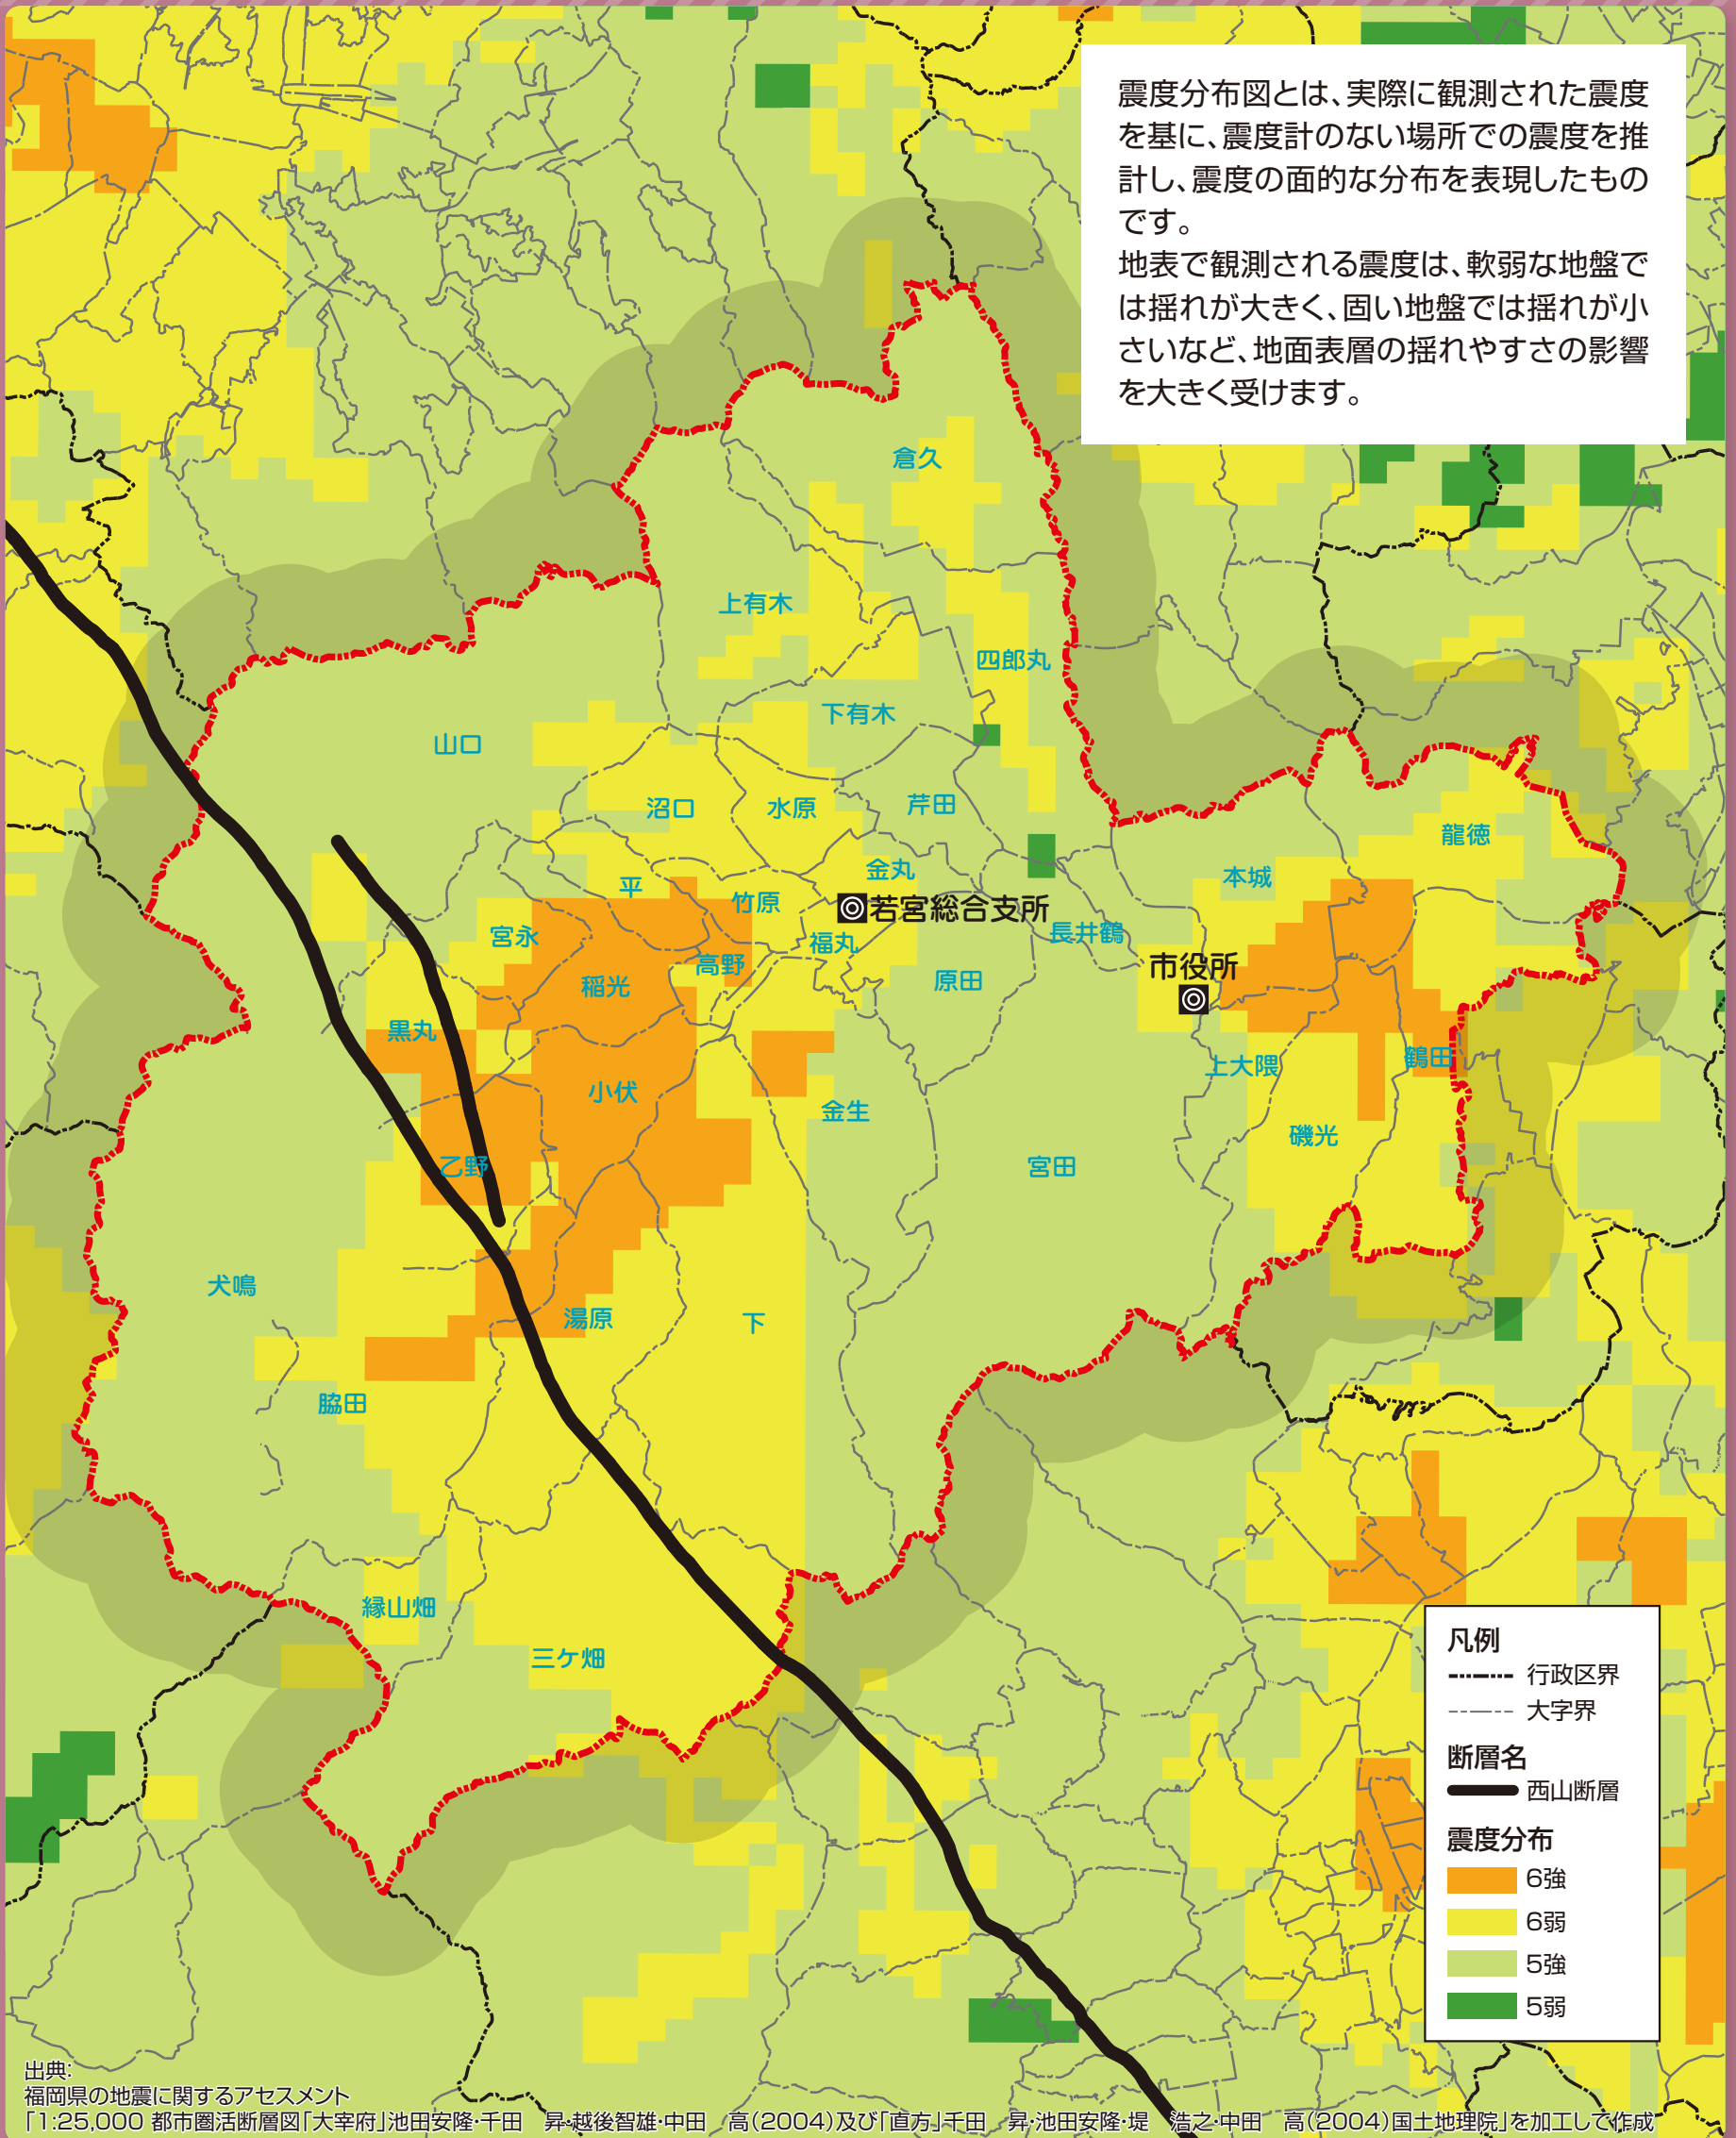 震度分布図とは、実際に観測された震度
を基に、震度計のない場所での震度を推
計し、震度の面的な分布を表現したもの
です。
地表で観測される震度は、軟弱な地盤で
は揺れが大きく、固い地盤では揺れが小
さいなど、地面表層の揺れやすさの影響
を大きく受けます。
倉久
上有木
四郎丸
下有木
山口
沼口
水原
芹田
龍徳
金丸
本城
平
竹原
若宮総合支所
宮永
福丸
長井鶴
高野
市役所
稲光
原田
黒丸
鶴田
上大隈
小伏
金生
磯光
乙野
宮田
犬鳴
湯原
下
脇田
縁山畑
三ケ畑
凡例
行政区界
大字界
断層名
西山断層
震度分布
6強
6弱
5強
5弱
出典:
福岡県の地震に関するアセスメント
「1:25,000 都市圏活断層図「大宰府」池田安隆・千田　昇・越後智雄・中田　高(2004)及び「直方」千田　昇・池田安隆・堤　浩之・中田　高(2004)国土地理院」を加工して作成